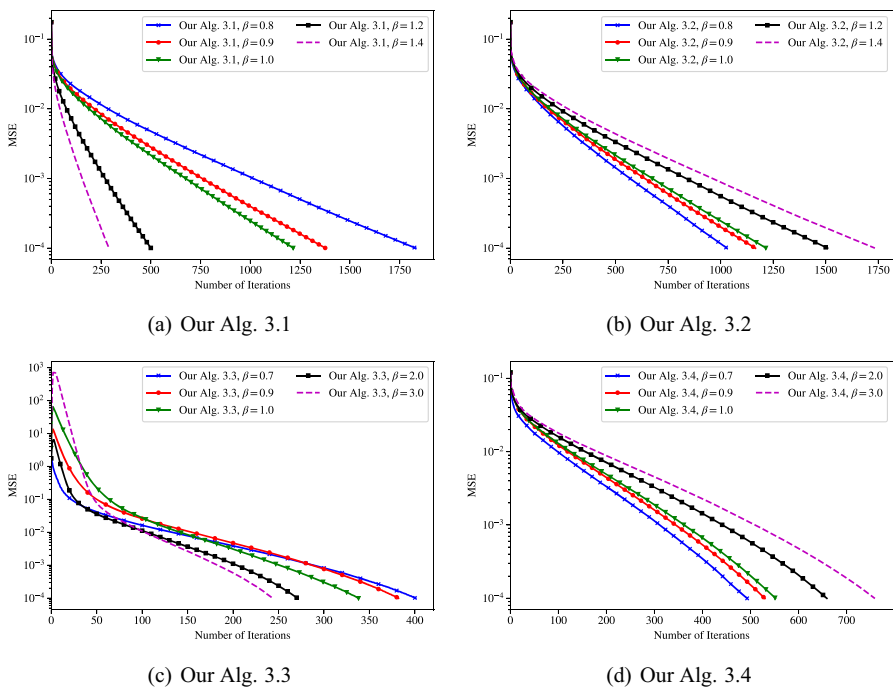 Our Alg. 3.1, β=0.8
Our Alg. 3.1, β=0.9
Our Alg. 3.1, β=1.0
Our Alg. 3.1, β=1.2
Our Alg. 3.1, β=1.4
MSE
10⁻¹
10⁻²
10⁻³
10⁻⁴
0 250 500 750 1000 1250 1500 1750
Number of Iterations
(a) Our Alg. 3.1
Our Alg. 3.2, β=0.8
Our Alg. 3.2, β=0.9
Our Alg. 3.2, β=1.0
Our Alg. 3.2, β=1.2
Our Alg. 3.2, β=1.4
MSE
10⁻¹
10⁻²
10⁻³
10⁻⁴
0 250 500 750 1000 1250 1500 1750
Number of Iterations
(b) Our Alg. 3.2
Our Alg. 3.3, β=0.7
Our Alg. 3.3, β=0.9
Our Alg. 3.3, β=1.0
Our Alg. 3.3, β=2.0
Our Alg. 3.3, β=3.0
MSE
10³
10²
10¹
10⁰
10⁻¹
10⁻²
10⁻³
10⁻⁴
0 50 100 150 200 250 300 350 400
Number of Iterations
(c) Our Alg. 3.3
Our Alg. 3.4, β=0.7
Our Alg. 3.4, β=0.9
Our Alg. 3.4, β=1.0
Our Alg. 3.4, β=2.0
Our Alg. 3.4, β=3.0
MSE
10⁻¹
10⁻²
10⁻³
10⁻⁴
0 100 200 300 400 500 600 700
Number of Iterations
(d) Our Alg. 3.4